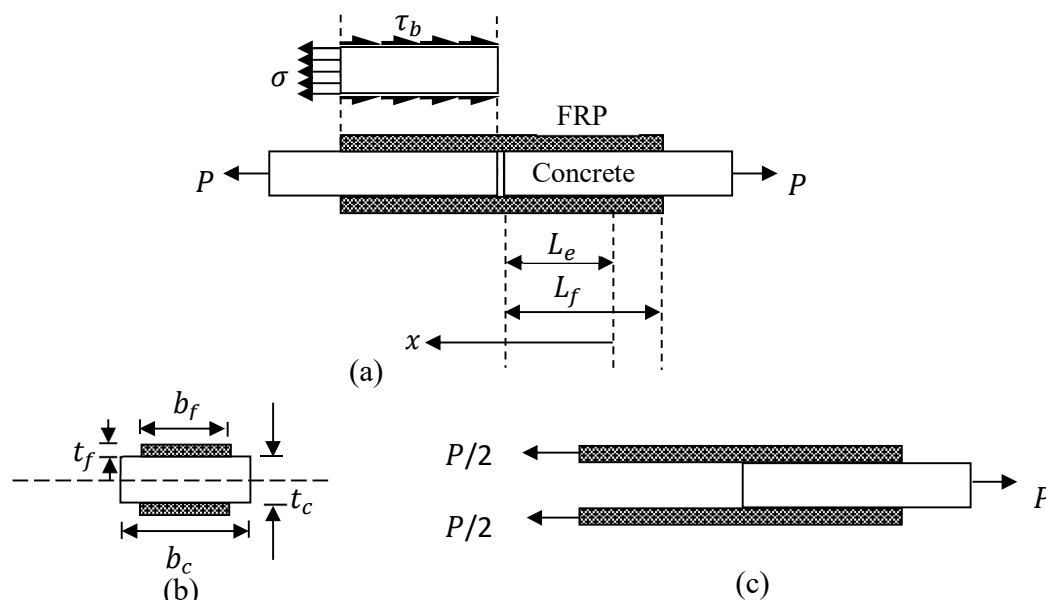 τ_b
σ
FRP
P
Concrete
P
L_e
L_f
x
(a)
b_f
t_f
t_c
b_c
(b)
P/2
P/2
P
(c)